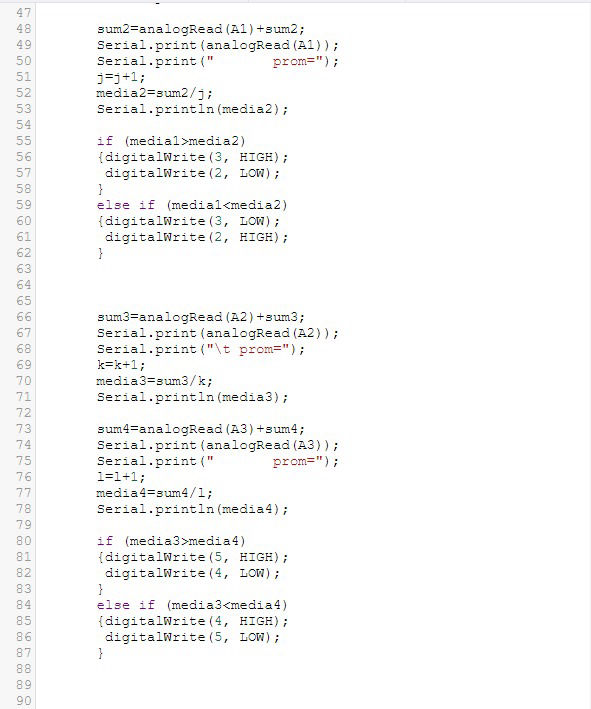 47
48 sum2=analogRead(A1)+sum2;
49 Serial.print(analogRead(A1));
50 Serial.print("       prom=");
51 j=j+1;
52 media2=sum2/j;
53 Serial.println(media2);
54
55 if (media1>media2)
56 {digitalWrite(3, HIGH);
57  digitalWrite(2, LOW);
58 }
59 else if (media1<media2)
60 {digitalWrite(3, LOW);
61  digitalWrite(2, HIGH);
62 }
63
64
65
66 sum3=analogRead(A2)+sum3;
67 Serial.print(analogRead(A2));
68 Serial.print("\t prom=");
69 k=k+1;
70 media3=sum3/k;
71 Serial.println(media3);
72
73 sum4=analogRead(A3)+sum4;
74 Serial.print(analogRead(A3));
75 Serial.print("       prom=");
76 l=l+1;
77 media4=sum4/l;
78 Serial.println(media4);
79
80 if (media3>media4)
81 {digitalWrite(5, HIGH);
82  digitalWrite(4, LOW);
83 }
84 else if (media3<media4)
85 {digitalWrite(4, HIGH);
86  digitalWrite(5, LOW);
87 }
88
89
90